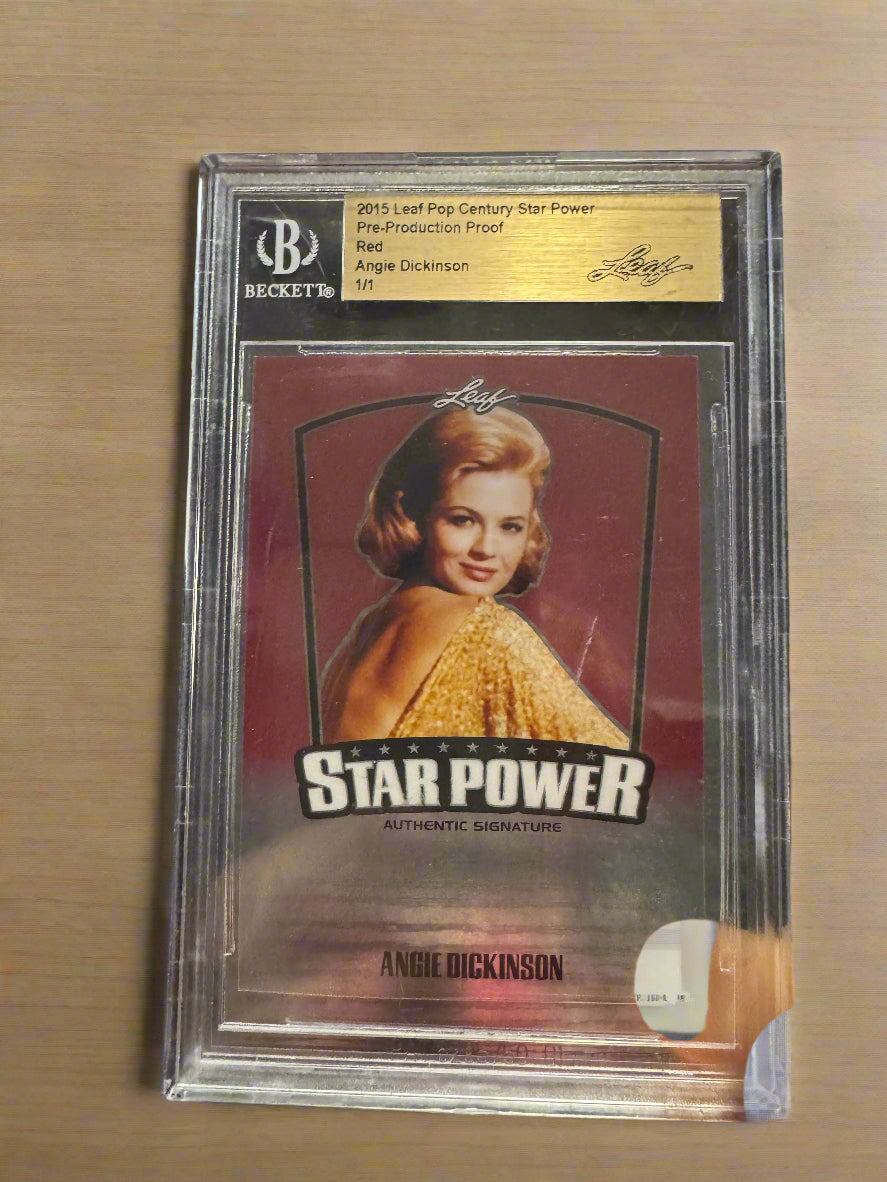 2015 Leaf Pop Century Star Power
Pre-Production Proof
Red
Angie Dickinson
1/1
Leaf
B
BECKETT®
Leaf
STAR POWER
AUTHENTIC SIGNATURE
ANGIE DICKINSON